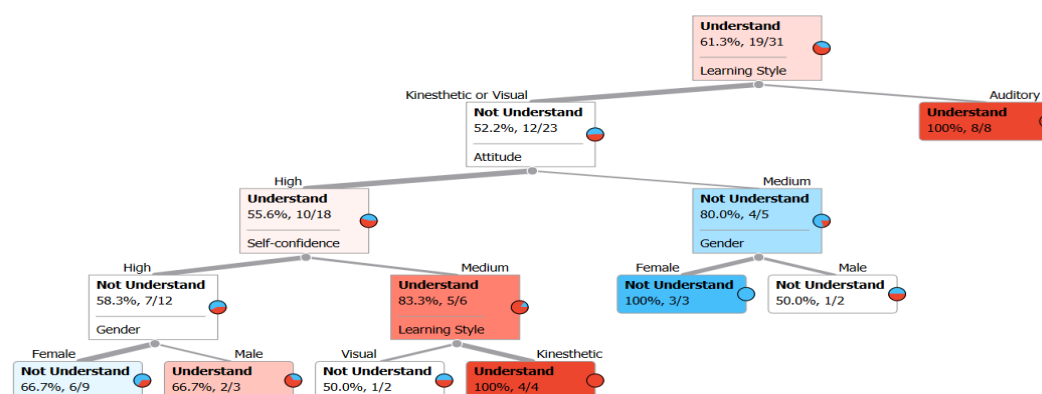 Understand
61.3%, 19/31
Learning Style
Kinesthetic or Visual
Auditory
Not Understand
52.2%, 12/23
Attitude
Understand
100%, 8/8
High
Medium
Understand
55.6%, 10/18
Self-confidence
Not Understand
80.0%, 4/5
Gender
High
Medium
Female
Male
Not Understand
58.3%, 7/12
Gender
Understand
83.3%, 5/6
Learning Style
Not Understand
100%, 3/3
Not Understand
50.0%, 1/2
Female
Male
Visual
Kinesthetic
Not Understand
66.7%, 6/9
Understand
66.7%, 2/3
Not Understand
50.0%, 1/2
Understand
100%, 4/4